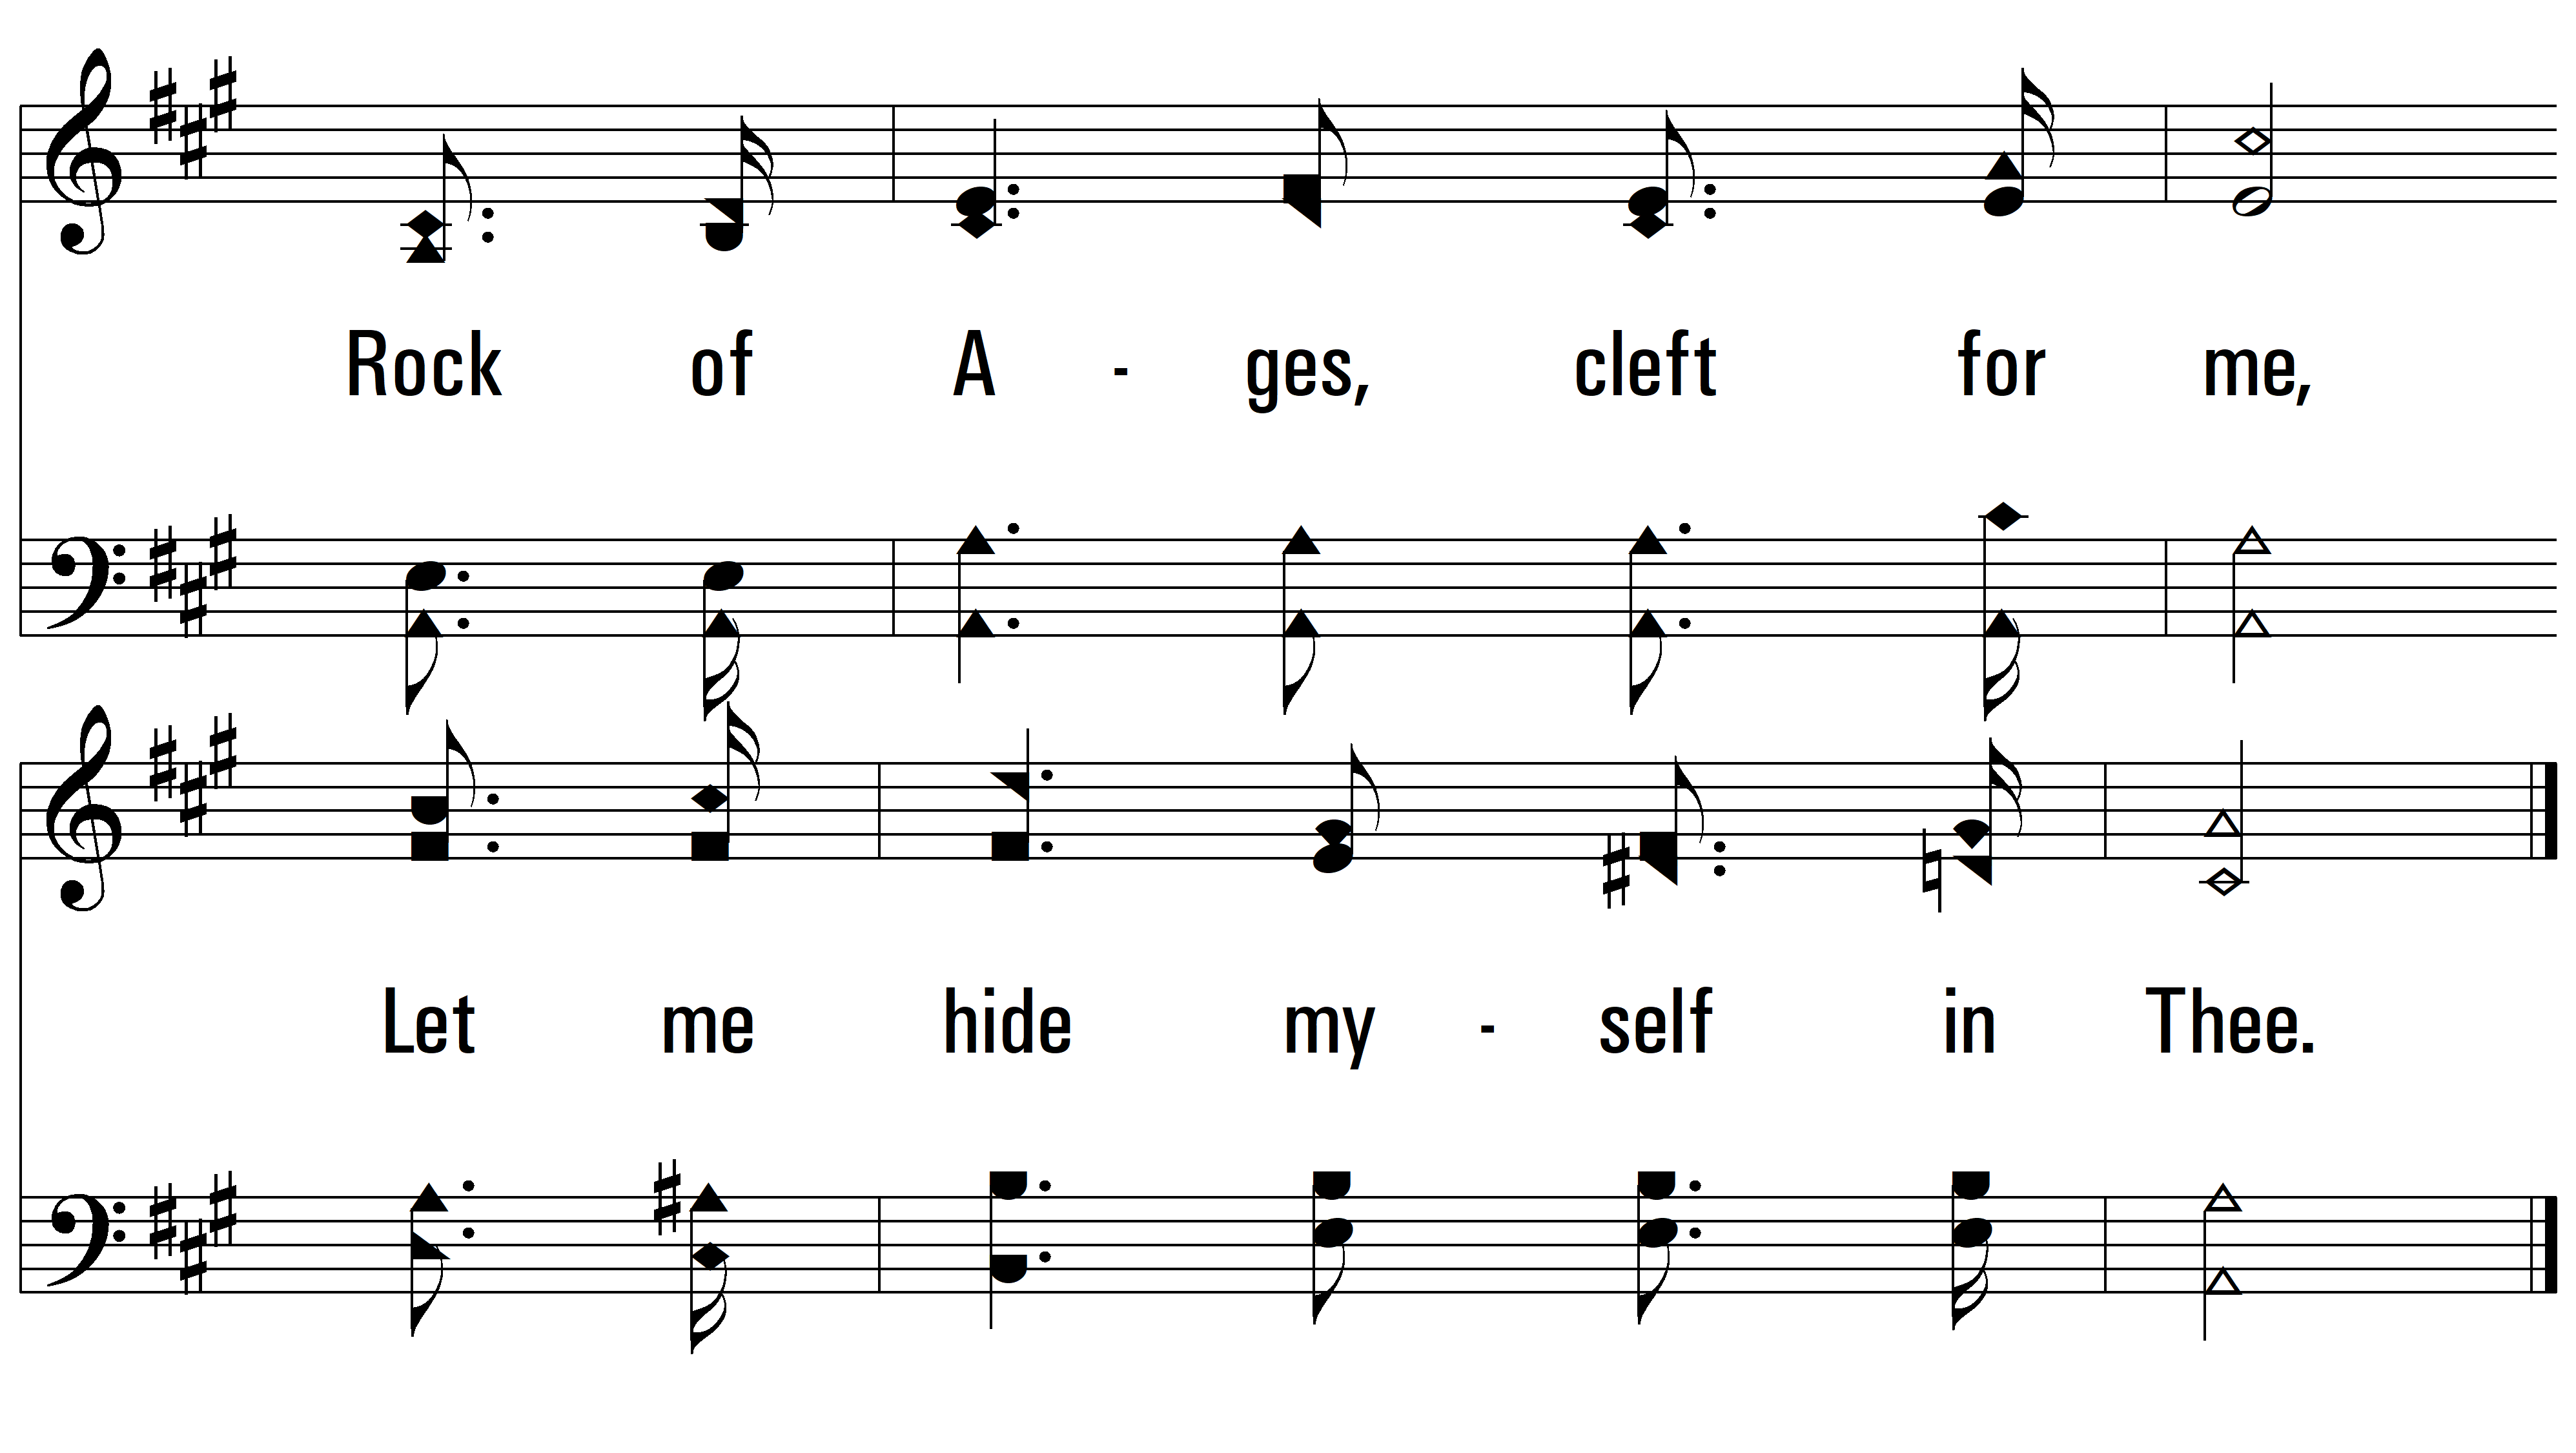 Rock of A - ges, cleft for me,
Let me hide my - self in Thee.